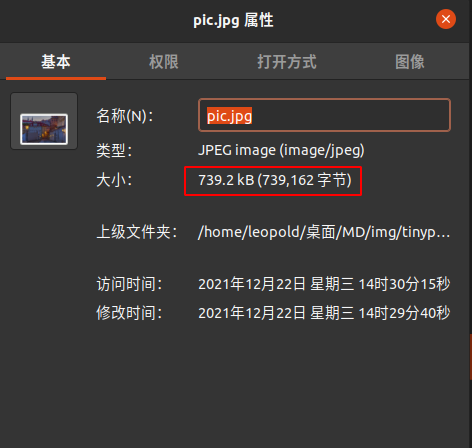 pic.jpg 属性
基本 权限 打开方式 图像
名称(N)： pic.jpg
类型： JPEG image (image/jpeg)
大小： 739.2 kB (739,162 字节)
上级文件夹： /home/leopold/桌面/MD/img/tinyp…
访问时间： 2021年12月22日 星期三 14时30分15秒
修改时间： 2021年12月22日 星期三 14时29分40秒